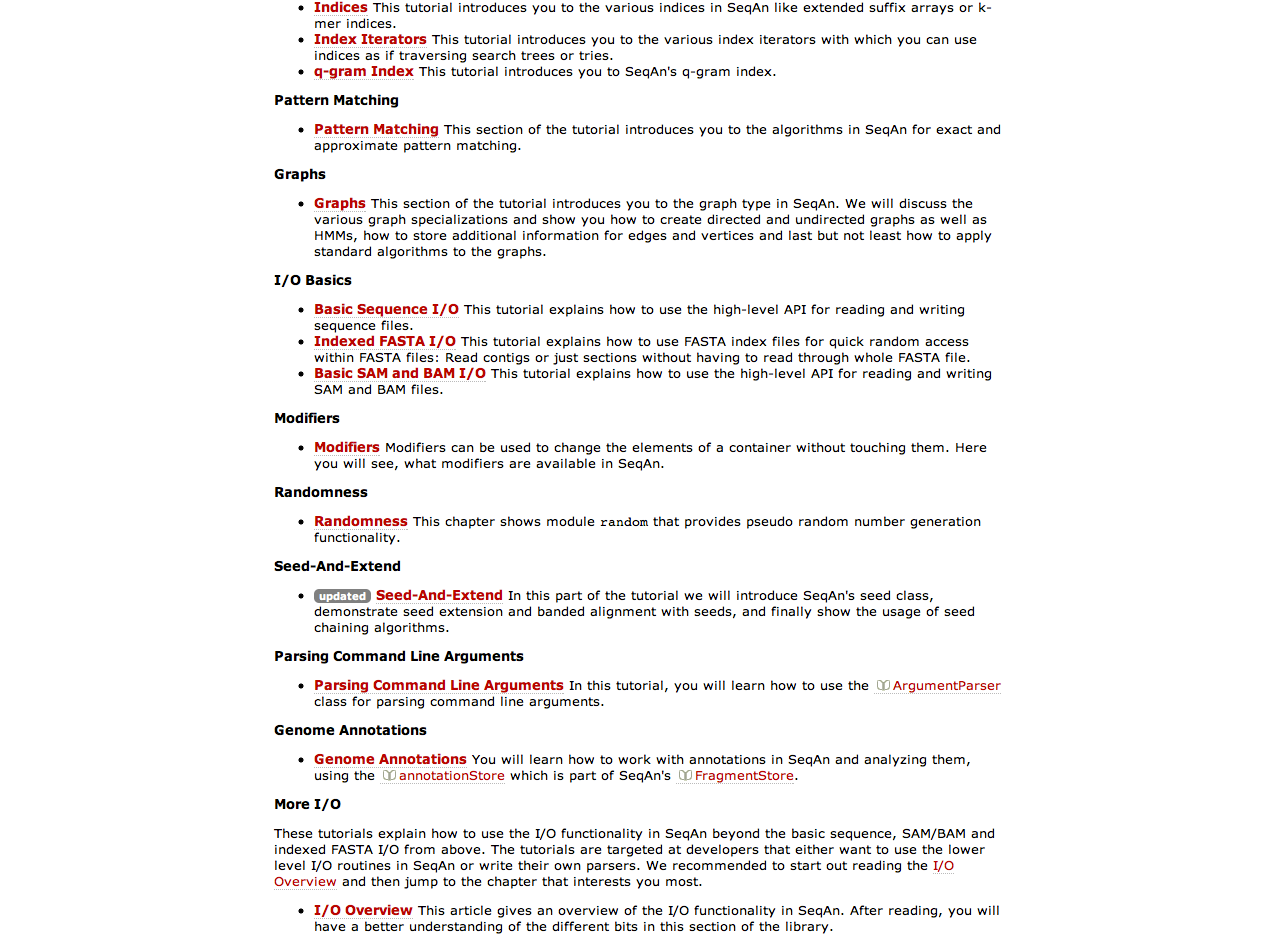 Indices This tutorial introduces you to the various indices in SeqAn like extended suffix arrays or k-
mer indices.
Index Iterators This tutorial introduces you to the various index iterators with which you can use
indices as if traversing search trees or tries.
q-gram Index This tutorial introduces you to SeqAn's q-gram index.
Pattern Matching
Pattern Matching This section of the tutorial introduces you to the algorithms in SeqAn for exact and
approximate pattern matching.
Graphs
Graphs This section of the tutorial introduces you to the graph type in SeqAn. We will discuss the
various graph specializations and show you how to create directed and undirected graphs as well as
HMMs, how to store additional information for edges and vertices and last but not least how to apply
standard algorithms to the graphs.
I/O Basics
Basic Sequence I/O This tutorial explains how to use the high-level API for reading and writing
sequence files.
Indexed FASTA I/O This tutorial explains how to use FASTA index files for quick random access
within FASTA files: Read contigs or just sections without having to read through whole FASTA file.
Basic SAM and BAM I/O This tutorial explains how to use the high-level API for reading and writing
SAM and BAM files.
Modifiers
Modifiers Modifiers can be used to change the elements of a container without touching them. Here
you will see, what modifiers are available in SeqAn.
Randomness
Randomness This chapter shows module random that provides pseudo random number generation
functionality.
Seed-And-Extend
updated Seed-And-Extend In this part of the tutorial we will introduce SeqAn's seed class,
demonstrate seed extension and banded alignment with seeds, and finally show the usage of seed
chaining algorithms.
Parsing Command Line Arguments
Parsing Command Line Arguments In this tutorial, you will learn how to use the ArgumentParser
class for parsing command line arguments.
Genome Annotations
Genome Annotations You will learn how to work with annotations in SeqAn and analyzing them,
using the annotationStore which is part of SeqAn's FragmentStore.
More I/O
These tutorials explain how to use the I/O functionality in SeqAn beyond the basic sequence, SAM/BAM and
indexed FASTA I/O from above. The tutorials are targeted at developers that either want to use the lower
level I/O routines in SeqAn or write their own parsers. We recommended to start out reading the I/O
Overview and then jump to the chapter that interests you most.
I/O Overview This article gives an overview of the I/O functionality in SeqAn. After reading, you will
have a better understanding of the different bits in this section of the library.